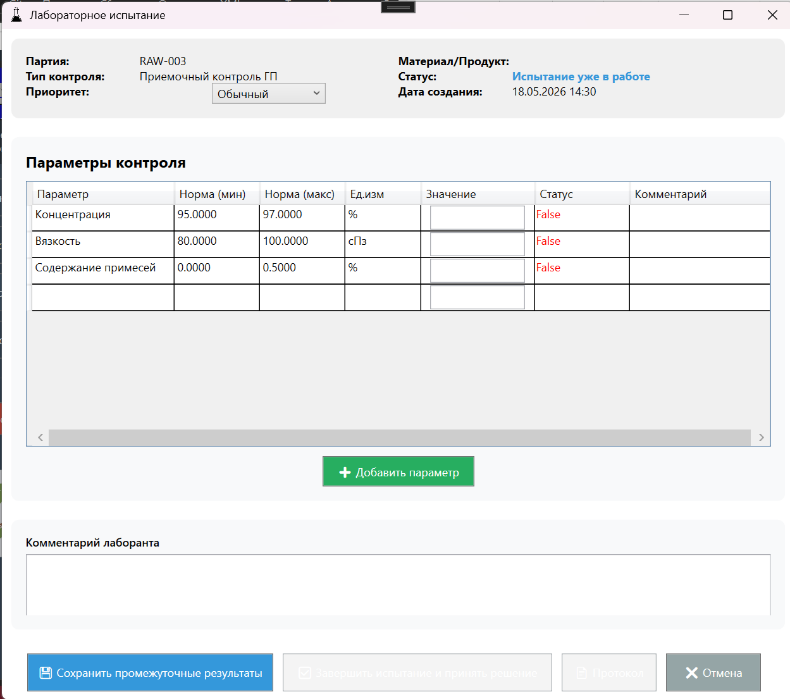 Лабораторное испытание
Партия: RAW-003 Материал/Продукт:
Тип контроля: Приемочный контроль ГП Статус: Испытание уже в работе
Приоритет: Обычный Дата создания: 18.05.2026 14:30
Параметры контроля
Параметр Норма (мин) Норма (макс) Ед.изм Значение Статус Комментарий
Концентрация 95.0000 97.0000 % False
Вязкость 80.0000 100.0000 сПз False
Содержание примесей 0.0000 0.5000 % False
Добавить параметр
Комментарий лаборанта
Сохранить промежуточные результаты Завершить испытание и принять решение Протокол Отмена